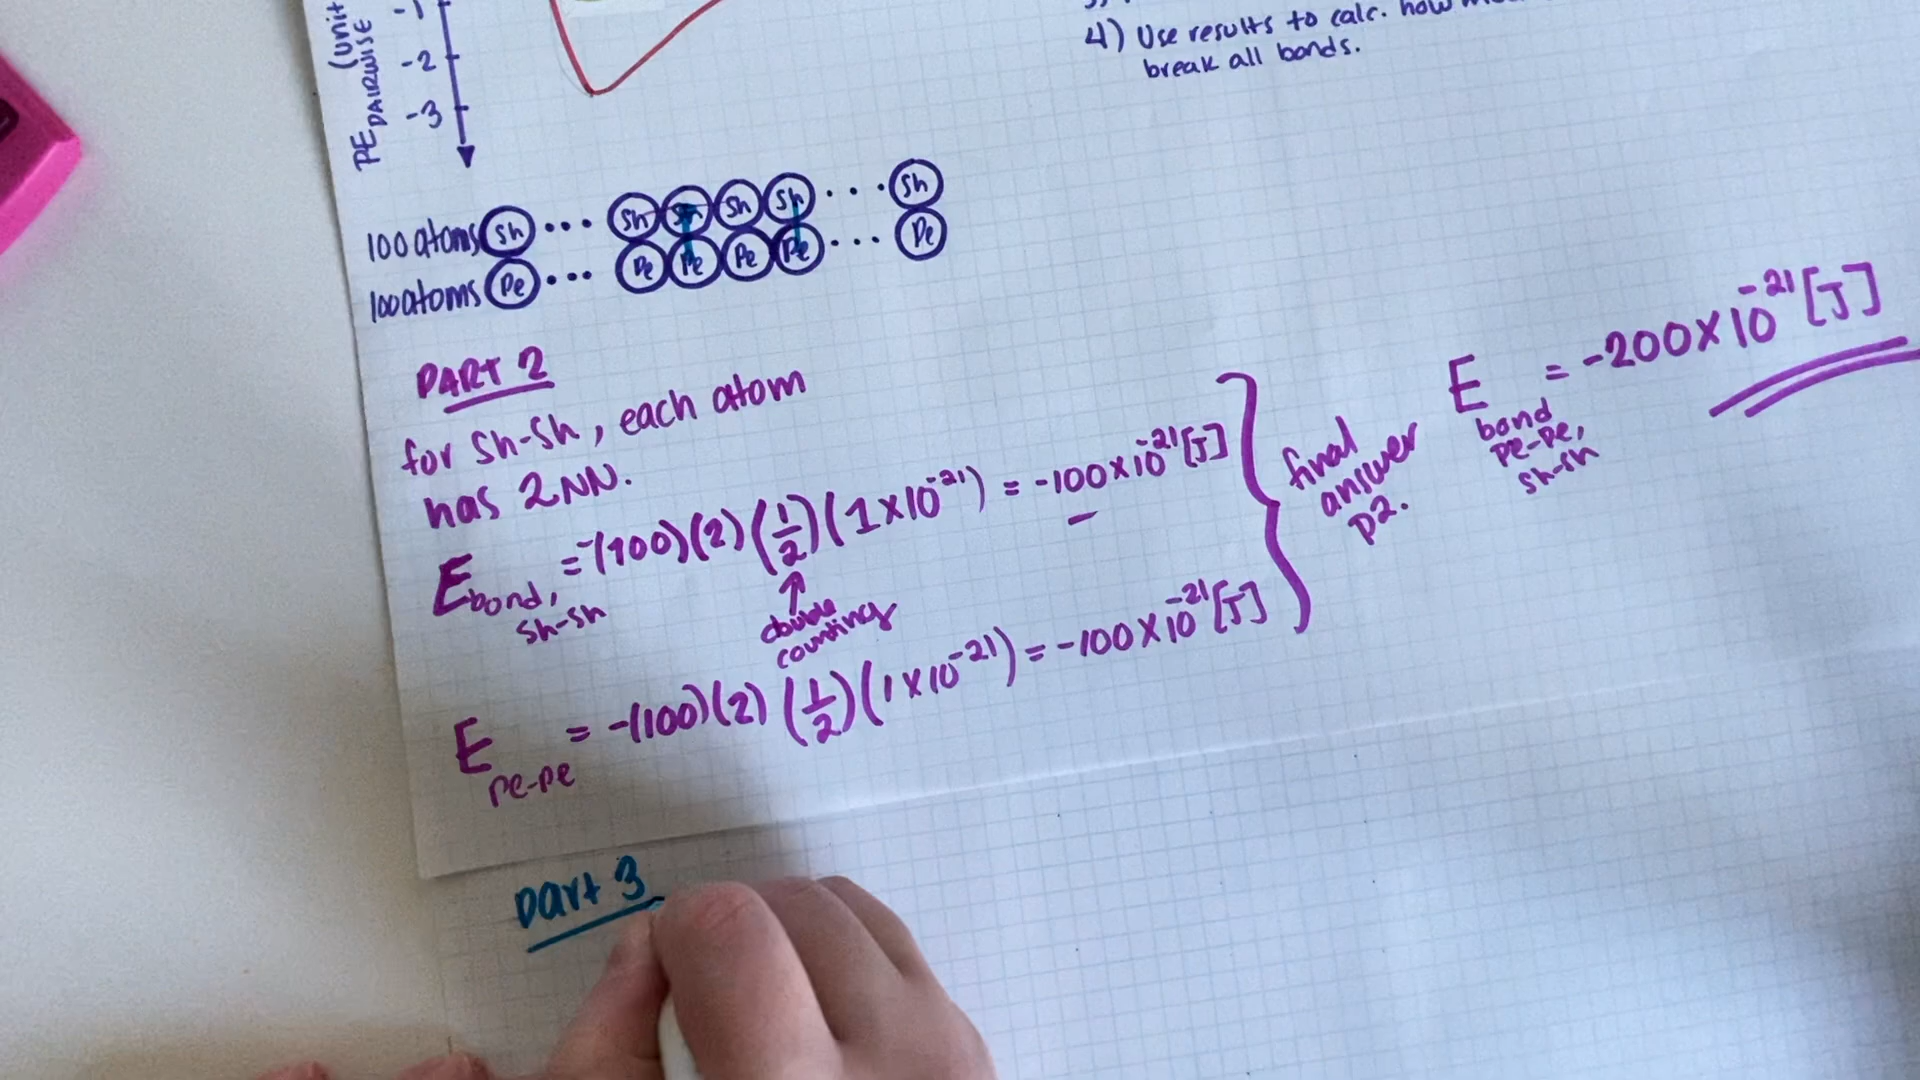 PE PAIRWISE (unit
-1
-2
-3
4) Use results to calc. how
break all bonds.
100 atoms Sh ... Sh Sh Sh Sh ... Sh
100 atoms Pe ... Pe Pe Pe Pe ... Pe
PART 2
for Sh-Sh, each atom
has 2NN.
E bond, Sh-Sh = -(100)(2)(1/2)(1x10^-21) = -100x10^-21 [J]
↑
double
counting
E pe-pe = -(100)(2)(1/2)(1x10^-21) = -100x10^-21 [J]
final
answer
p2.
E bond pe-pe, sh-sh = -200x10^-21 [J]
part 3